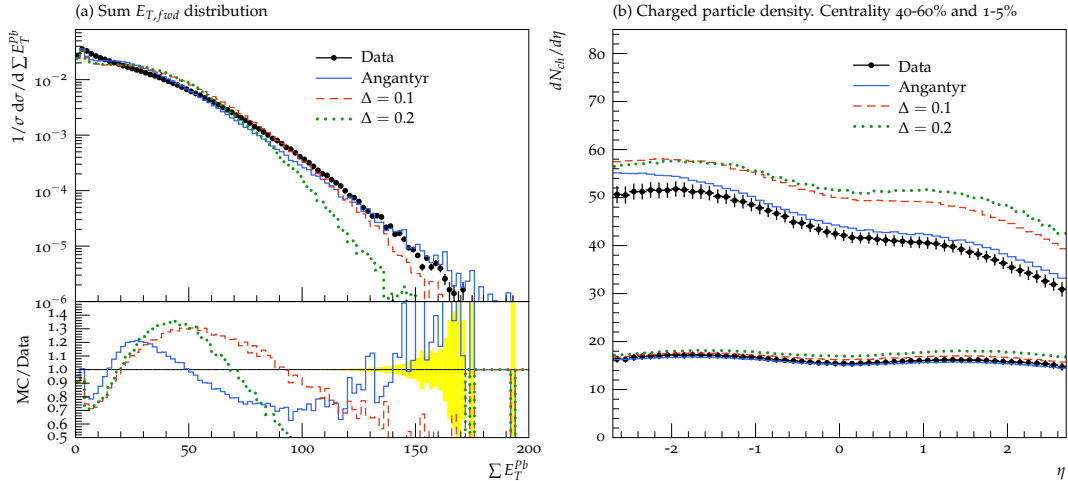 (a) Sum E_{T,fwd} distribution
1/σ dσ/d ∑ E_T^{Pb}
10^{-2}
10^{-3}
10^{-4}
10^{-5}
10^{-6}
Data
Angantyr
Δ = 0.1
Δ = 0.2
MC/Data
1.3
1.2
1.1
1.0
0.9
0.8
0.7
0.6
0.5
0 50 100 150 200
∑ E_T^{Pb}
(b) Charged particle density. Centrality 40-60% and 1-5%
dN_{ch}/dη
80
70
60
50
40
30
20
10
0
Data
Angantyr
Δ = 0.1
Δ = 0.2
-2 -1 0 1 2
η